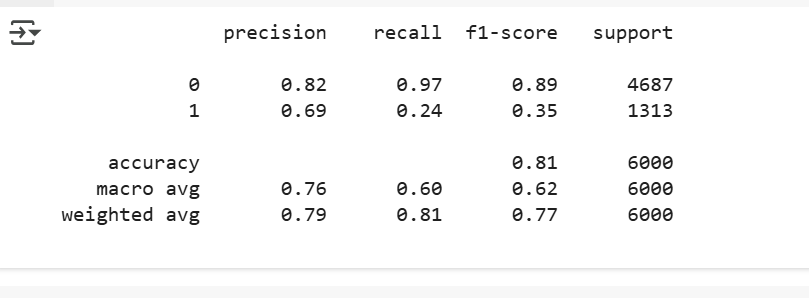 precision recall f1-score support
0 0.82 0.97 0.89 4687
1 0.69 0.24 0.35 1313
accuracy 0.81 6000
macro avg 0.76 0.60 0.62 6000
weighted avg 0.79 0.81 0.77 6000